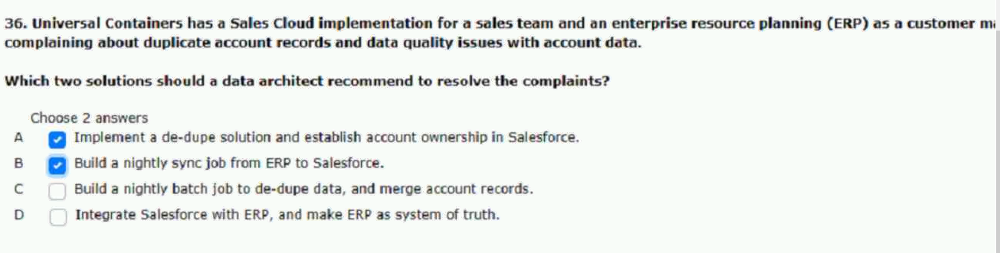 36. Universal Containers has a Sales Cloud implementation for a sales team and an enterprise resource planning (ERP) as a customer
complaining about duplicate account records and data quality issues with account data.
Which two solutions should a data architect recommend to resolve the complaints?
Choose 2 answers
A Implement a de-dupe solution and establish account ownership in Salesforce.
B Build a nightly sync job from ERP to Salesforce.
C Build a nightly batch job to de-dupe data, and merge account records.
D Integrate Salesforce with ERP, and make ERP as system of truth.